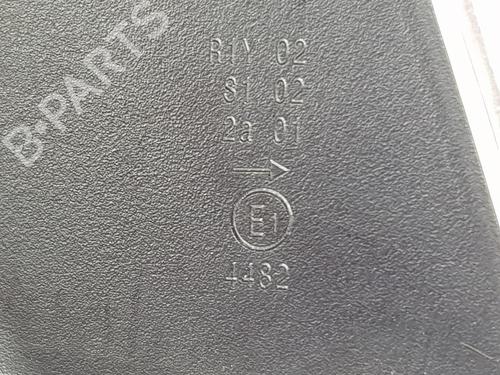 B-PARTS
R1Y 02
S1 02
2a 01
→
E1
4482